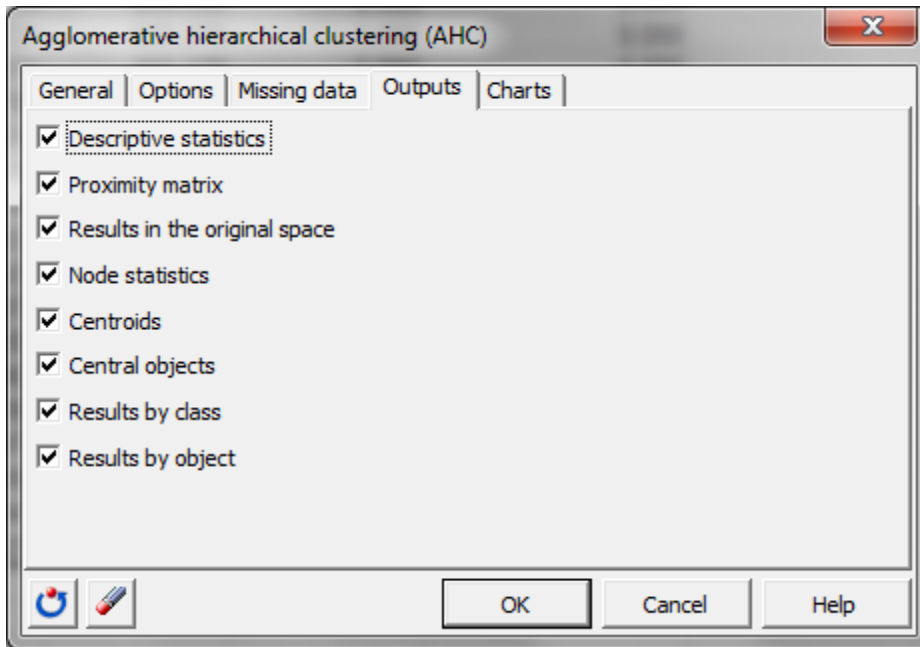 Agglomerative hierarchical clustering (AHC)
General Options Missing data Outputs Charts
Descriptive statistics
Proximity matrix
Results in the original space
Node statistics
Centroids
Central objects
Results by class
Results by object
OK Cancel Help